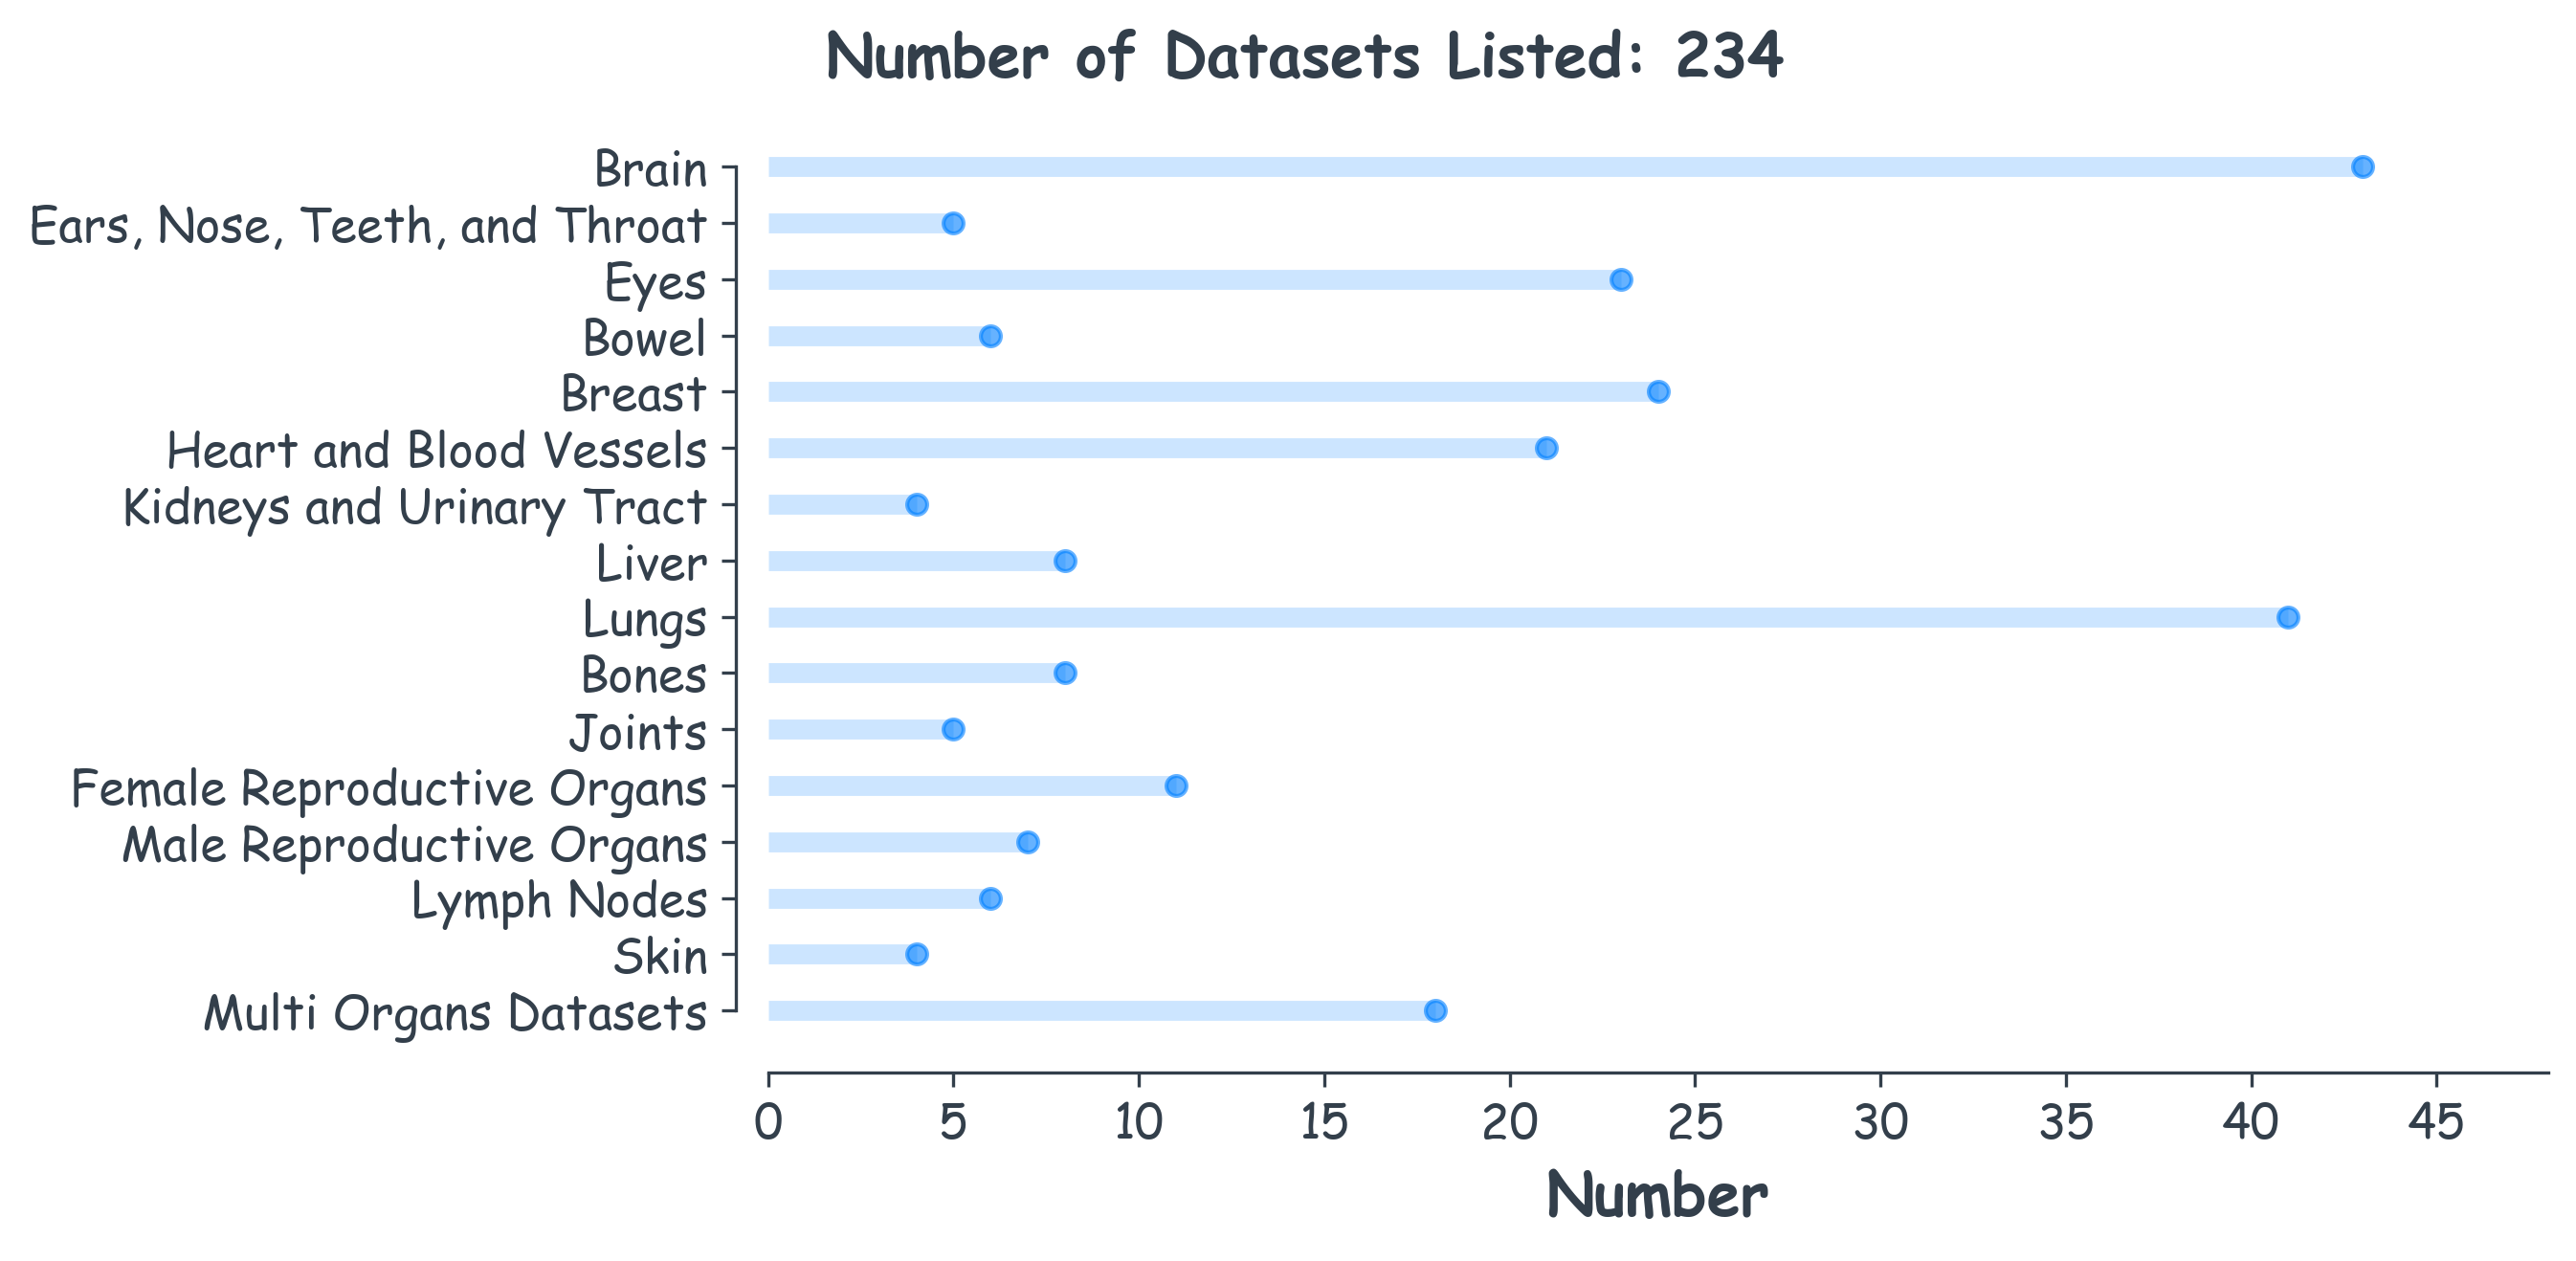 Number of Datasets Listed: 234
Brain
Ears, Nose, Teeth, and Throat
Eyes
Bowel
Breast
Heart and Blood Vessels
Kidneys and Urinary Tract
Liver
Lungs
Bones
Joints
Female Reproductive Organs
Male Reproductive Organs
Lymph Nodes
Skin
Multi Organs Datasets
0 5 10 15 20 25 30 35 40 45
Number